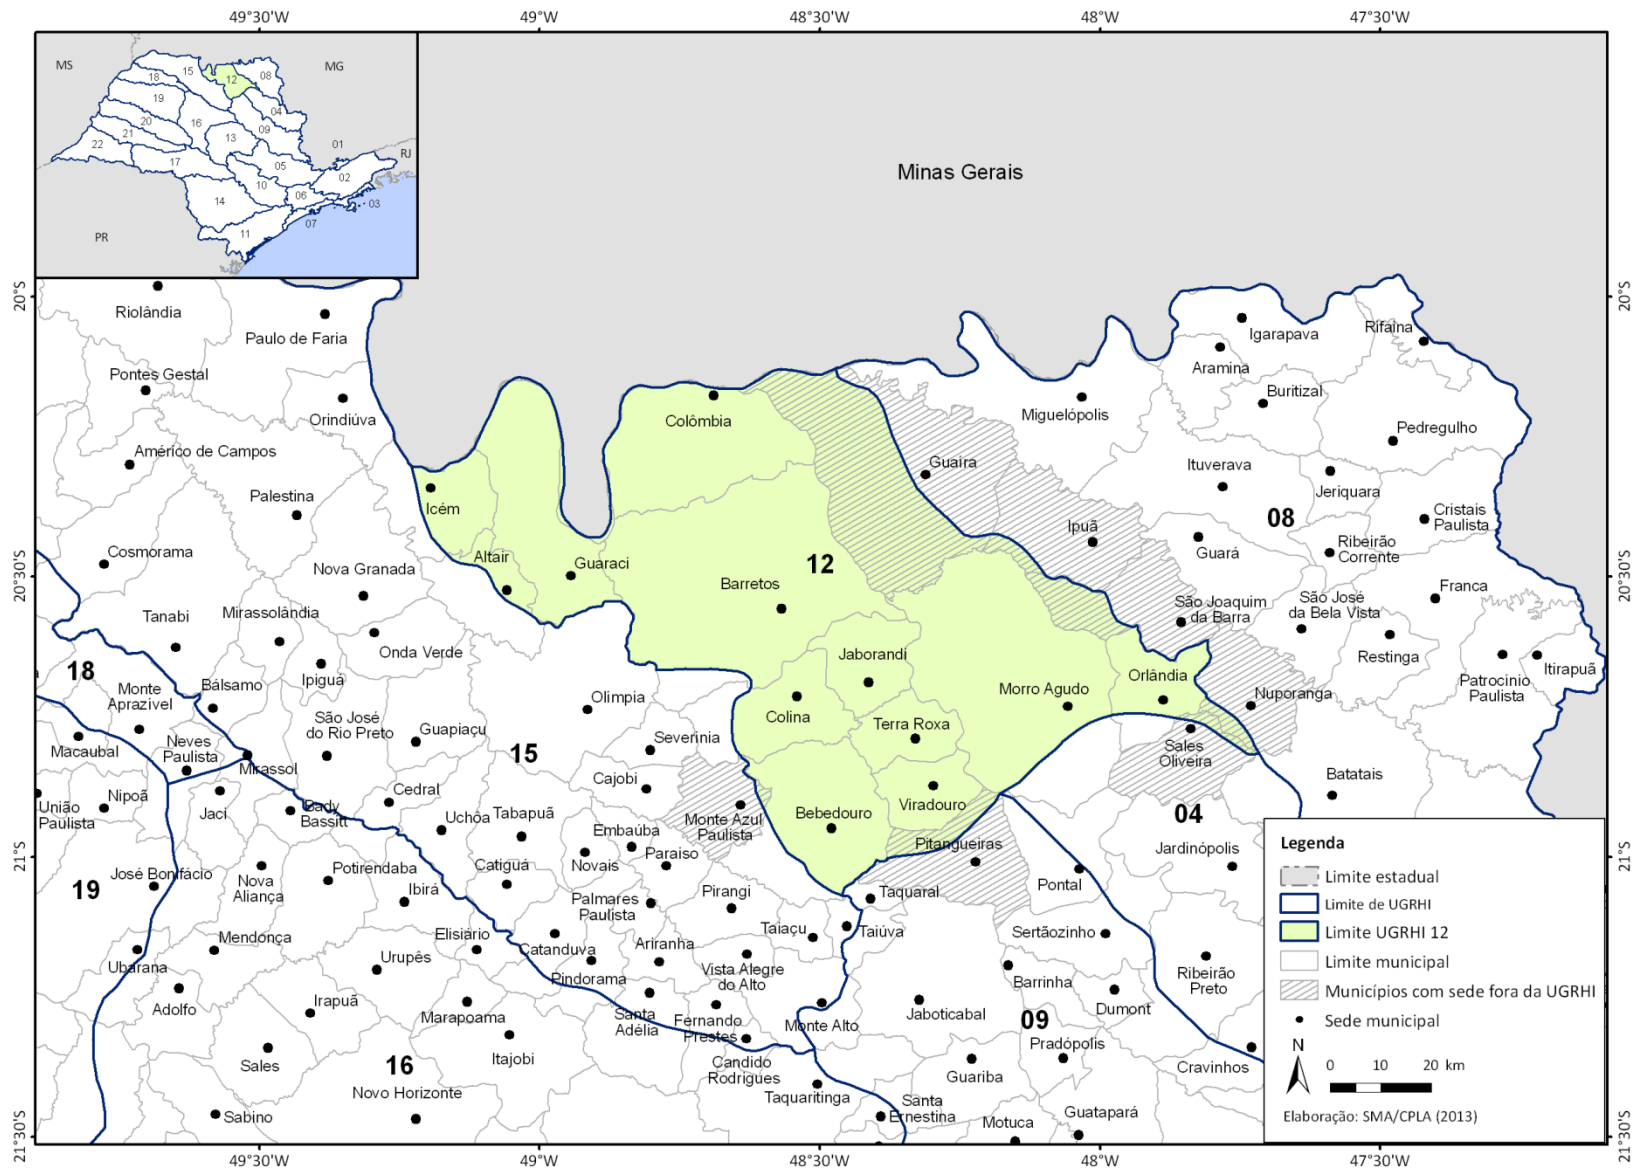 49°30'W
49°W
48°30'W
48°W
47°30'W
MS
MG
RJ
PR
15
18
12
08
19
04
20
16
09
21
13
22
01
17
05
02
10
06
14
03
07
11
Minas Gerais
20°S
20°S
Riolândia
Paulo de Faria
Igarapava
Rifaina
Aramina
Pontes Gestal
Buritizal
Orindiúva
Colômbia
Miguelópolis
Pedregulho
Américo de Campos
Guaíra
Ituverava
Jeriquara
Palestina
Icém
08
Cristais
Paulista
Ipuã
Cosmorama
Altair
Guaraci
12
Guará
Ribeirão
Corrente
20°30'S
20°30'S
Nova Granada
Barretos
Franca
Tanabi
Mirassolândia
São Joaquim
da Barra
São José
da Bela Vista
Onda Verde
Jaborandi
Restinga
Itirapuã
18
Ipiguá
Orlândia
Patrocinio
Paulista
Monte
Aprazivel
Bálsamo
Olimpia
Morro Agudo
Nuporanga
São José
do Rio Preto
Guapiaçu
Colina
Terra Roxa
Macaubal
Neves
Paulista
15
Severinia
Sales
Oliveira
Mirassol
Cajobi
Batatais
União
Paulista
Nipoã
Jaci
Bady
Bassitt
Cedral
Uchôa
Tabapuã
Monte Azul
Paulista
Bebedouro
Viradouro
04
Embaúba
Pitangueiras
Jardinópolis
21°S
21°S
José Bonifácio
Nova
Aliança
Potirendaba
Catiguá
Novais
Paraiso
19
Ibirá
Palmares
Paulista
Pirangi
Taquaral
Pontal
Mendonça
Elisiário
Catanduva
Ariranha
Taiaçu
Taiúva
Sertãozinho
Ubarana
Urupês
Pindorama
Vista Alegre
do Alto
Barrinha
Ribeirão
Preto
Adolfo
Irapuã
Marapoama
Santa
Adélia
Fernando
Prestes
Monte Alto
Jaboticabal
Dumont
09
Pradópolis
Sales
16
Itajobi
Candido
Rodrigues
Guariba
Cravinhos
Novo Horizonte
Taquaritinga
Sabino
Santa
Ernestina
Motuca
Guatapará
21°30'S
21°30'S
Legenda
Limite estadual
Limite de UGRHI
Limite UGRHI 12
Limite municipal
Municípios com sede fora da UGRHI
Sede municipal
N
0 10 20 km
Elaboração: SMA/CPLA (2013)
49°30'W
49°W
48°30'W
48°W
47°30'W